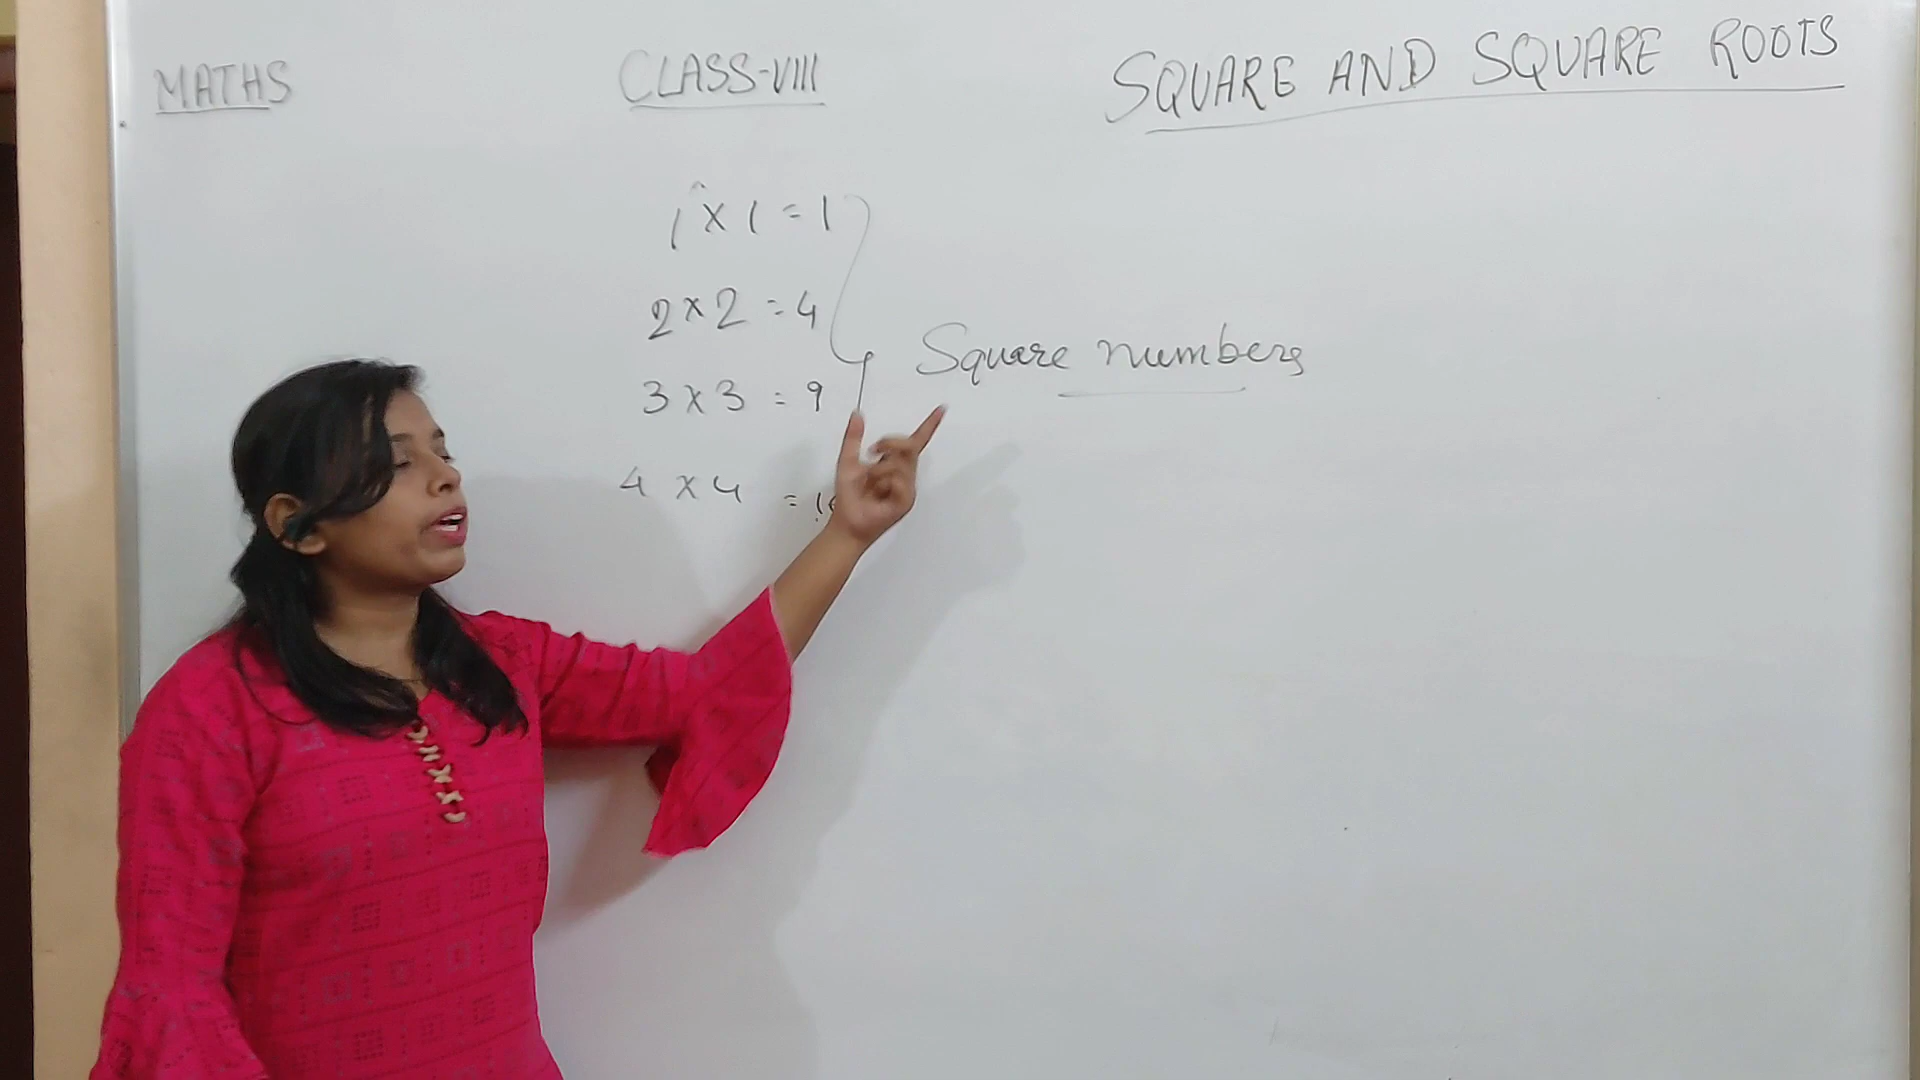 MATHS
CLASS-VIII
SQUARE AND SQUARE ROOTS
1 × 1 = 1
2 × 2 = 4
3 × 3 = 9
4 × 4 =
Square numbers